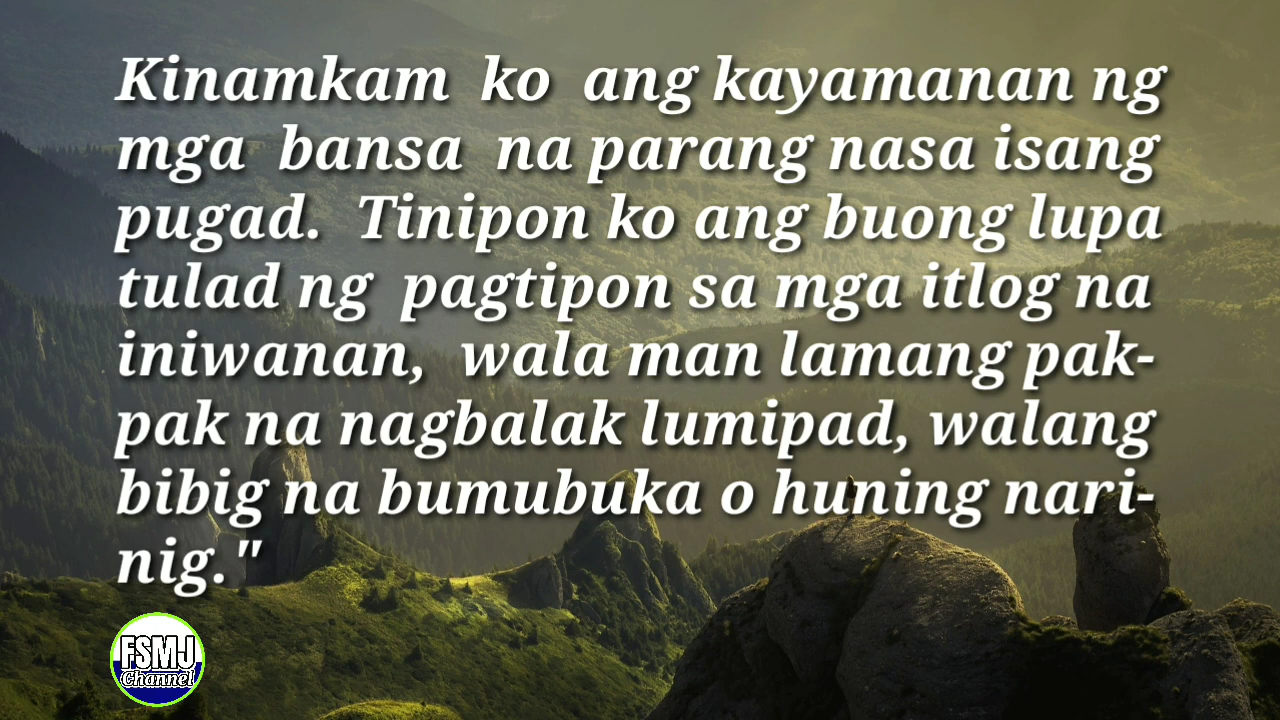 Kinamkam ko ang kayamanan ng
mga bansa na parang nasa isang
pugad. Tinipon ko ang buong lupa
tulad ng pagtipon sa mga itlog na
iniwanan, wala man lamang pak-
pak na nagbalak lumipad, walang
bibig na bumubuka o huning nari-
nig."
FSMJ
Channel